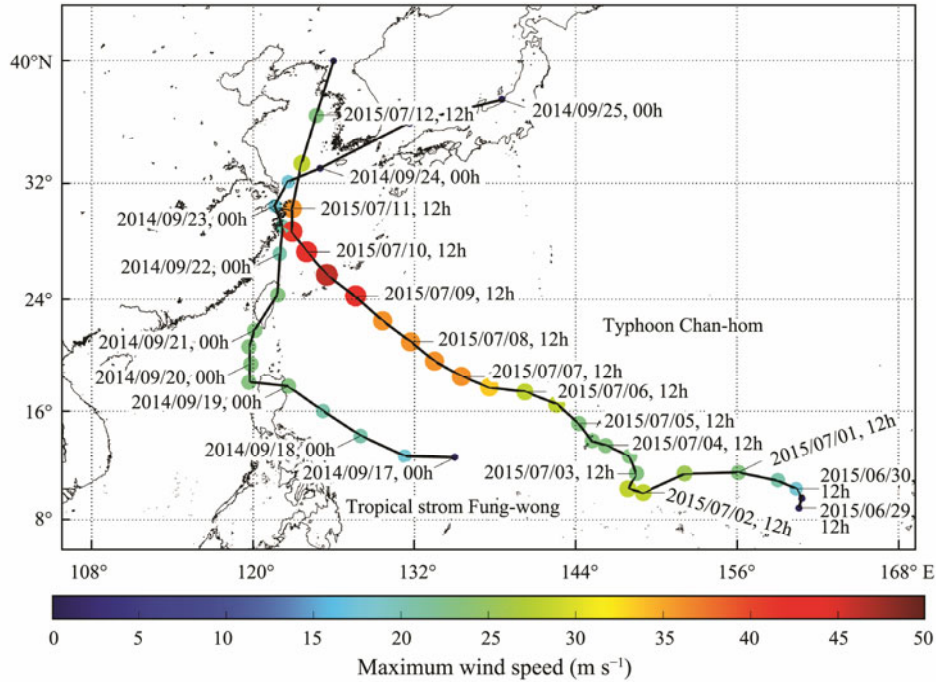 40°N
32°
24°
16°
8°
2015/07/12, 12h
2014/09/25, 00h
2014/09/24, 00h
2014/09/23, 00h
2015/07/11, 12h
2015/07/10, 12h
2014/09/22, 00h
2015/07/09, 12h
Typhoon Chan-hom
2014/09/21, 00h
2015/07/08, 12h
2014/09/20, 00h
2015/07/07, 12h
2014/09/19, 00h
2015/07/06, 12h
2015/07/05, 12h
2014/09/18, 00h
2015/07/04, 12h
2015/07/01, 12h
2014/09/17, 00h
2015/07/03, 12h
2015/06/30,
12h
Tropical strom Fung-wong
2015/07/02, 12h
2015/06/29,
12h
108° 120° 132° 144° 156° 168° E
0 5 10 15 20 25 30 35 40 45 50
Maximum wind speed (m s⁻¹)